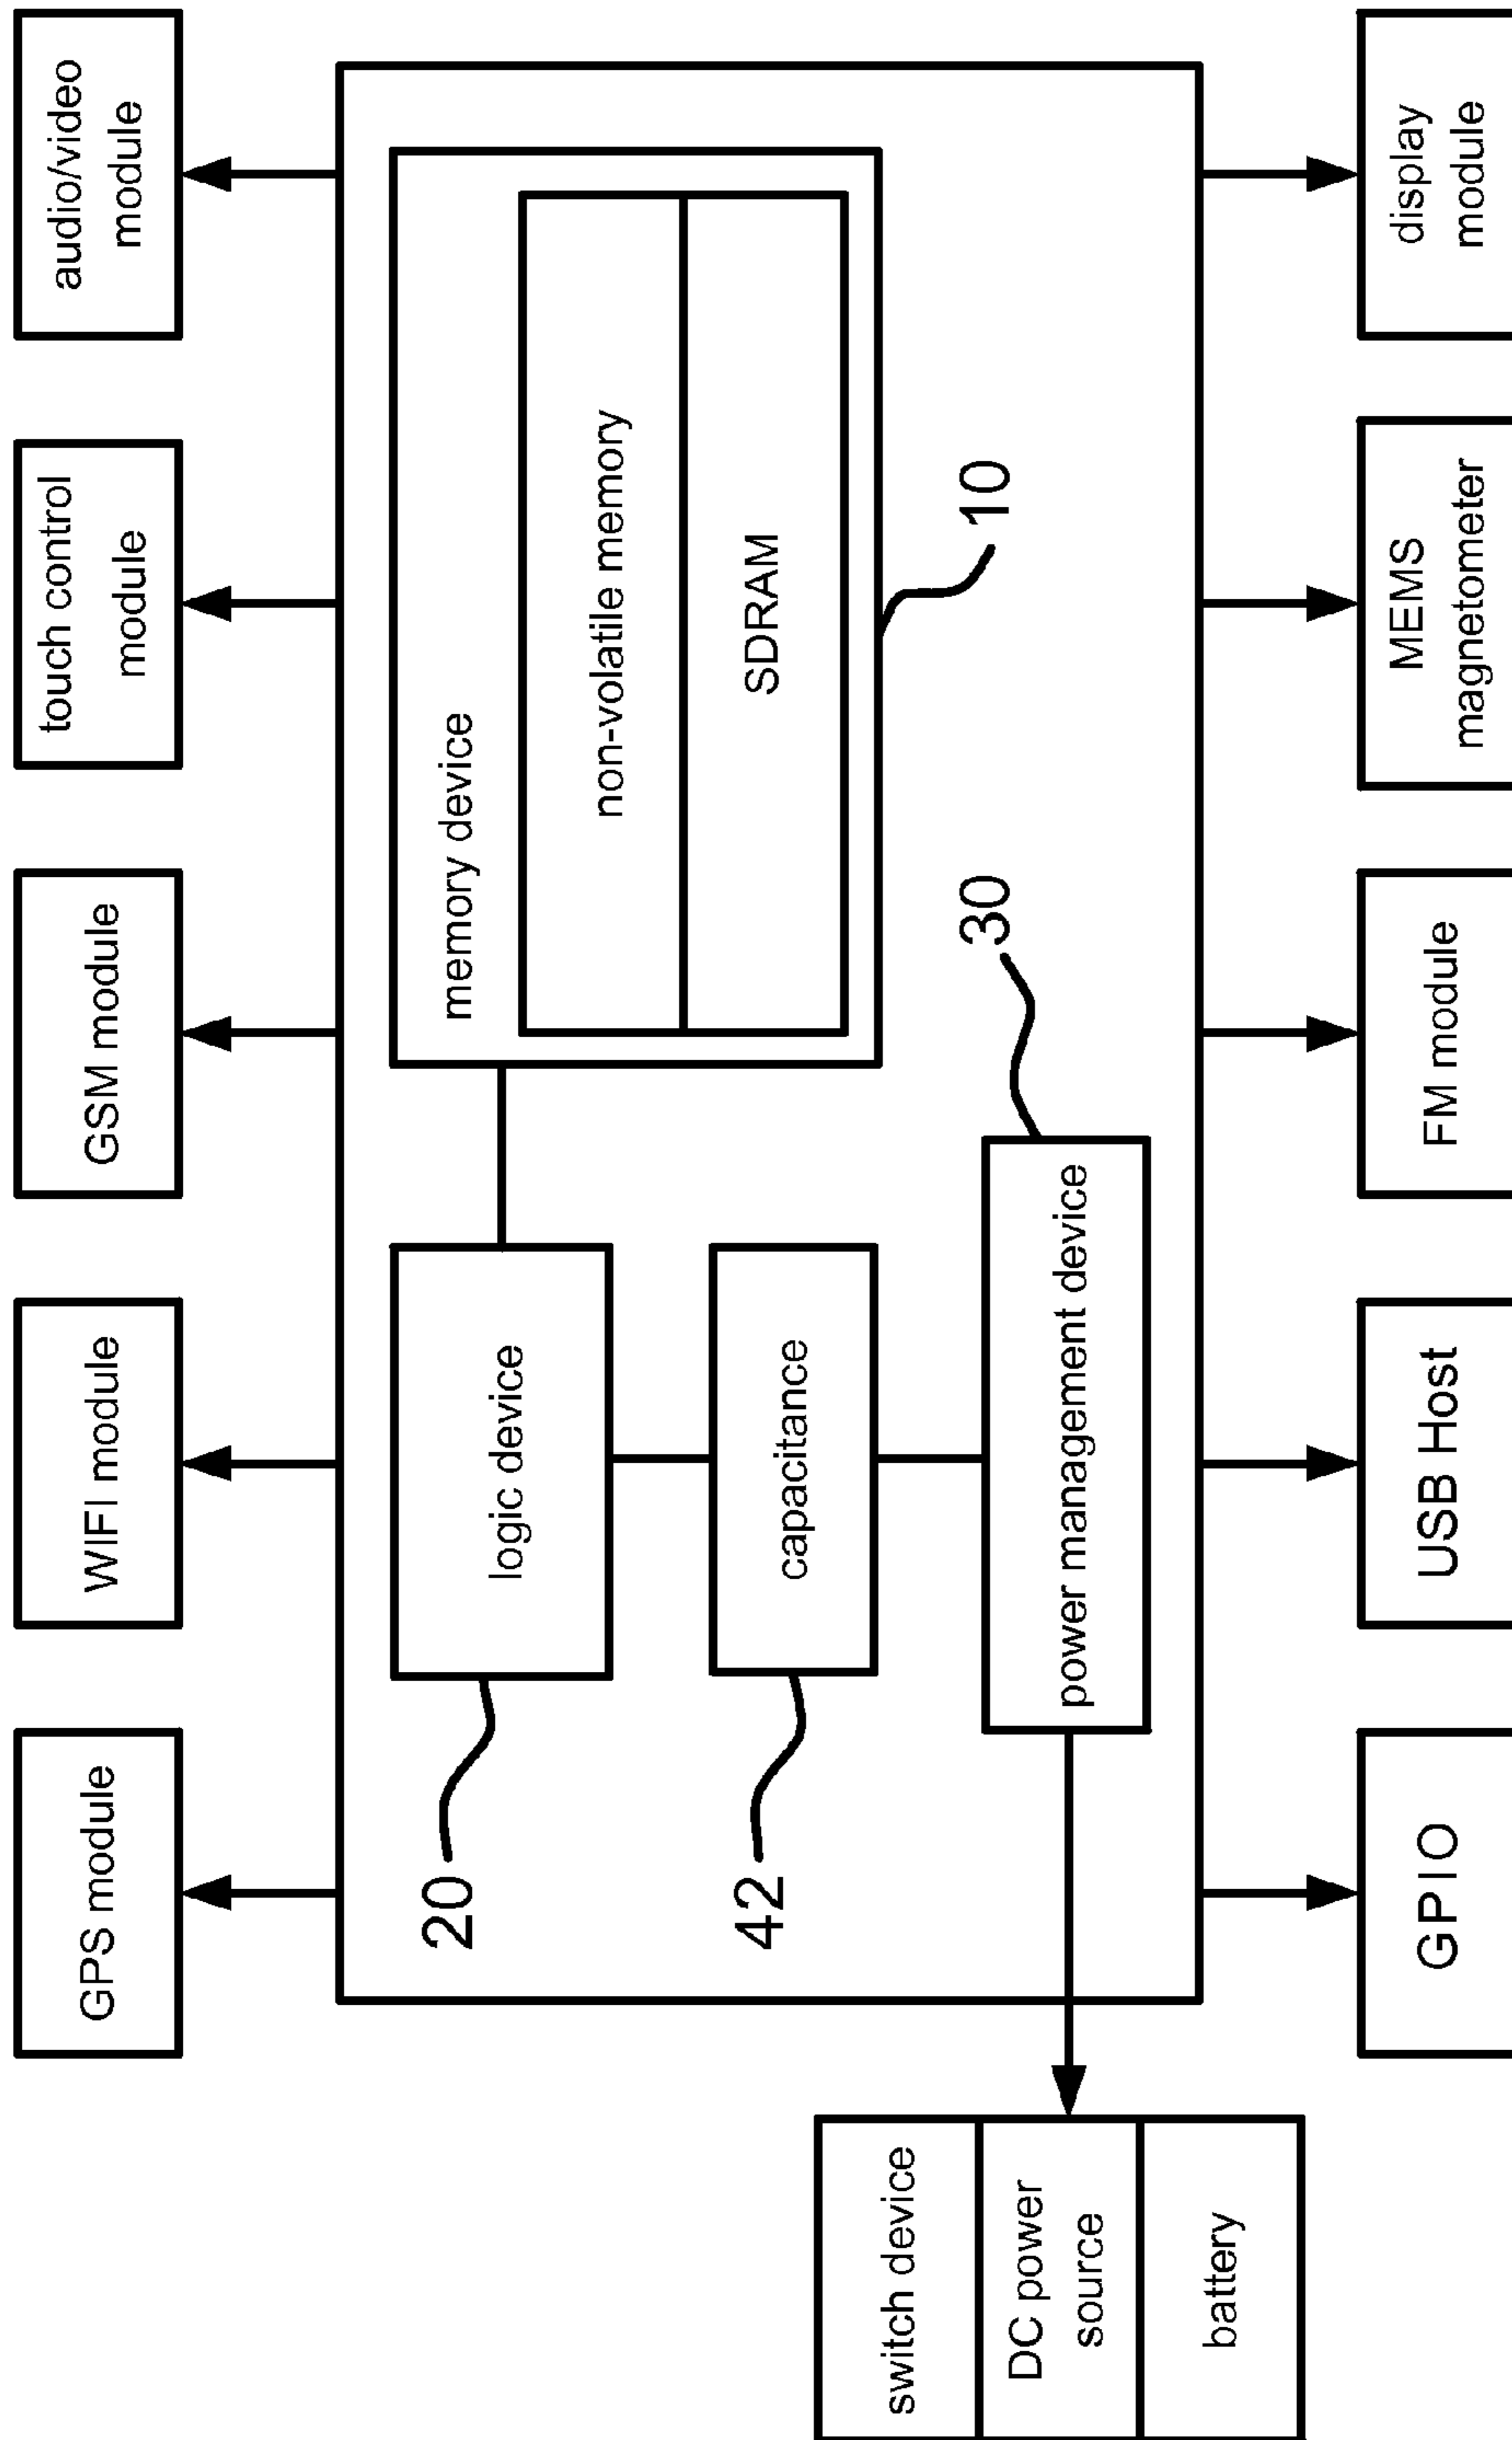 GPS module
WIFI module
GSM module
touch control
module
audio/video
module
memory device
non-volatile memory
SDRAM
10
logic device
20
capacitance
42
power management device
30
switch device
DC power
source
battery
GPIO
USB Host
FM module
MEMS
magnetometer
display
module